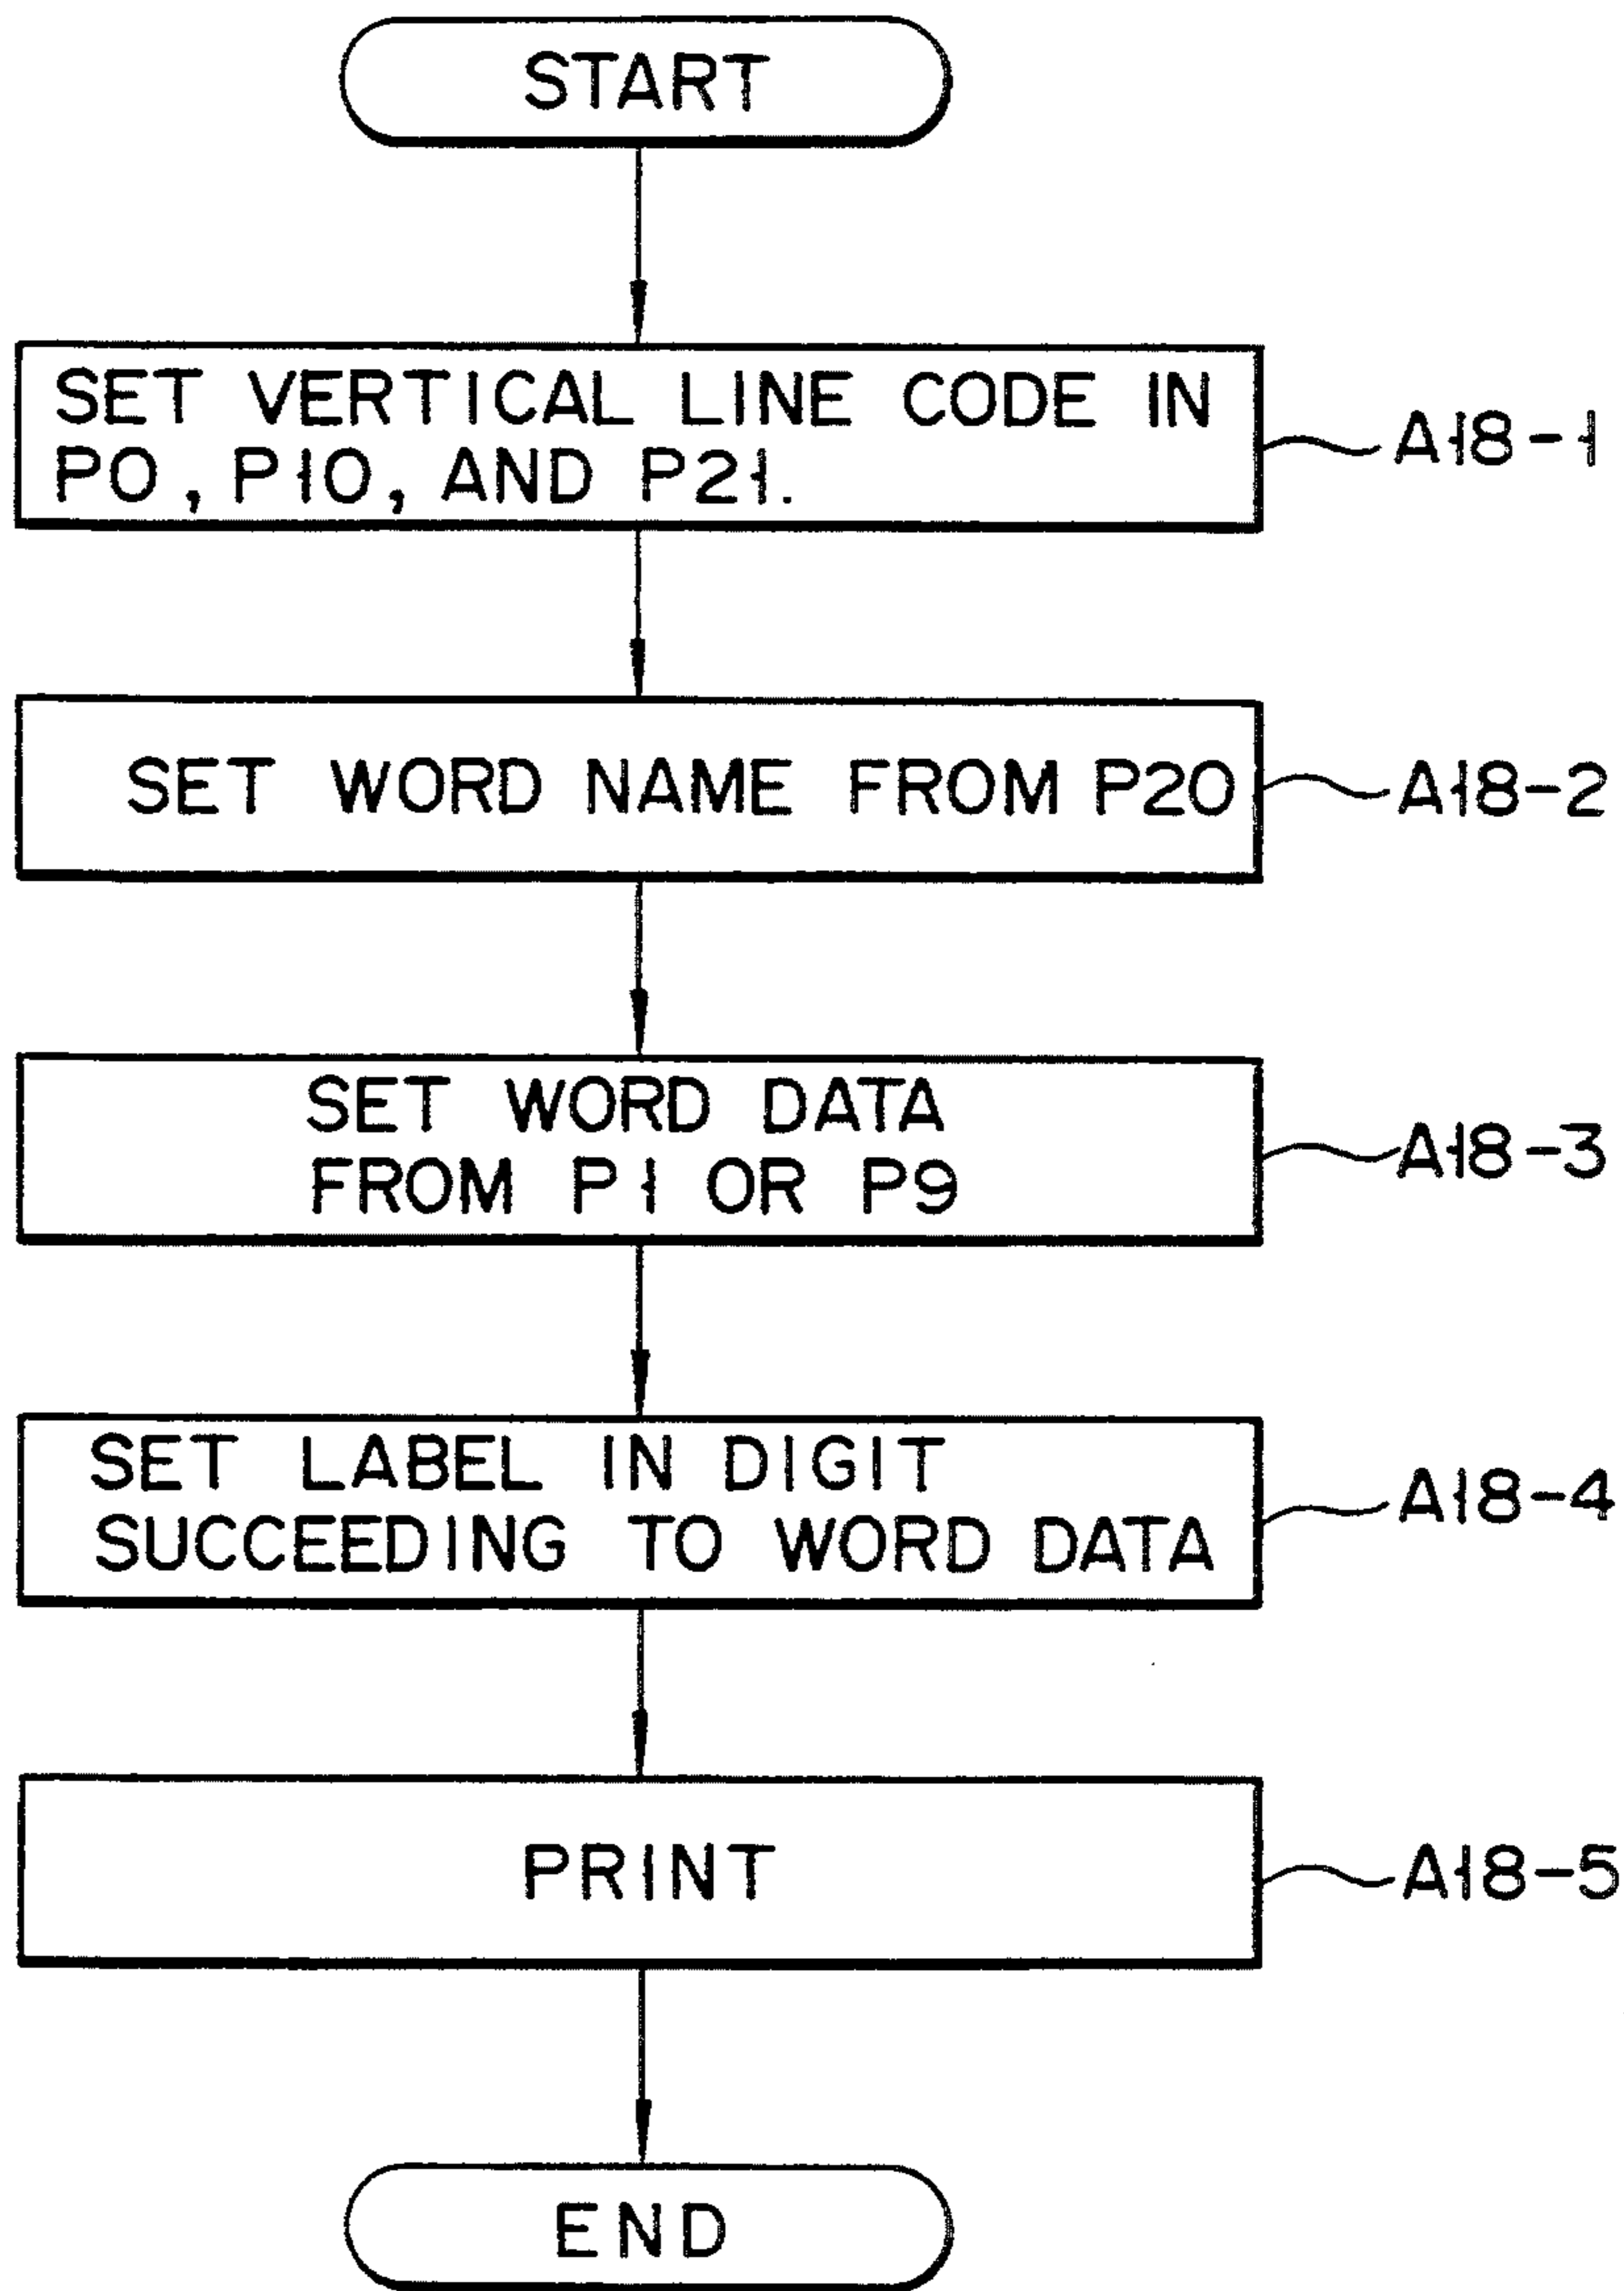 START
SET VERTICAL LINE CODE IN
P0, P10, AND P21.
A18-1
SET WORD NAME FROM P20
A18-2
SET WORD DATA
FROM P1 OR P9
A18-3
SET LABEL IN DIGIT
SUCCEEDING TO WORD DATA
A18-4
PRINT
A18-5
END